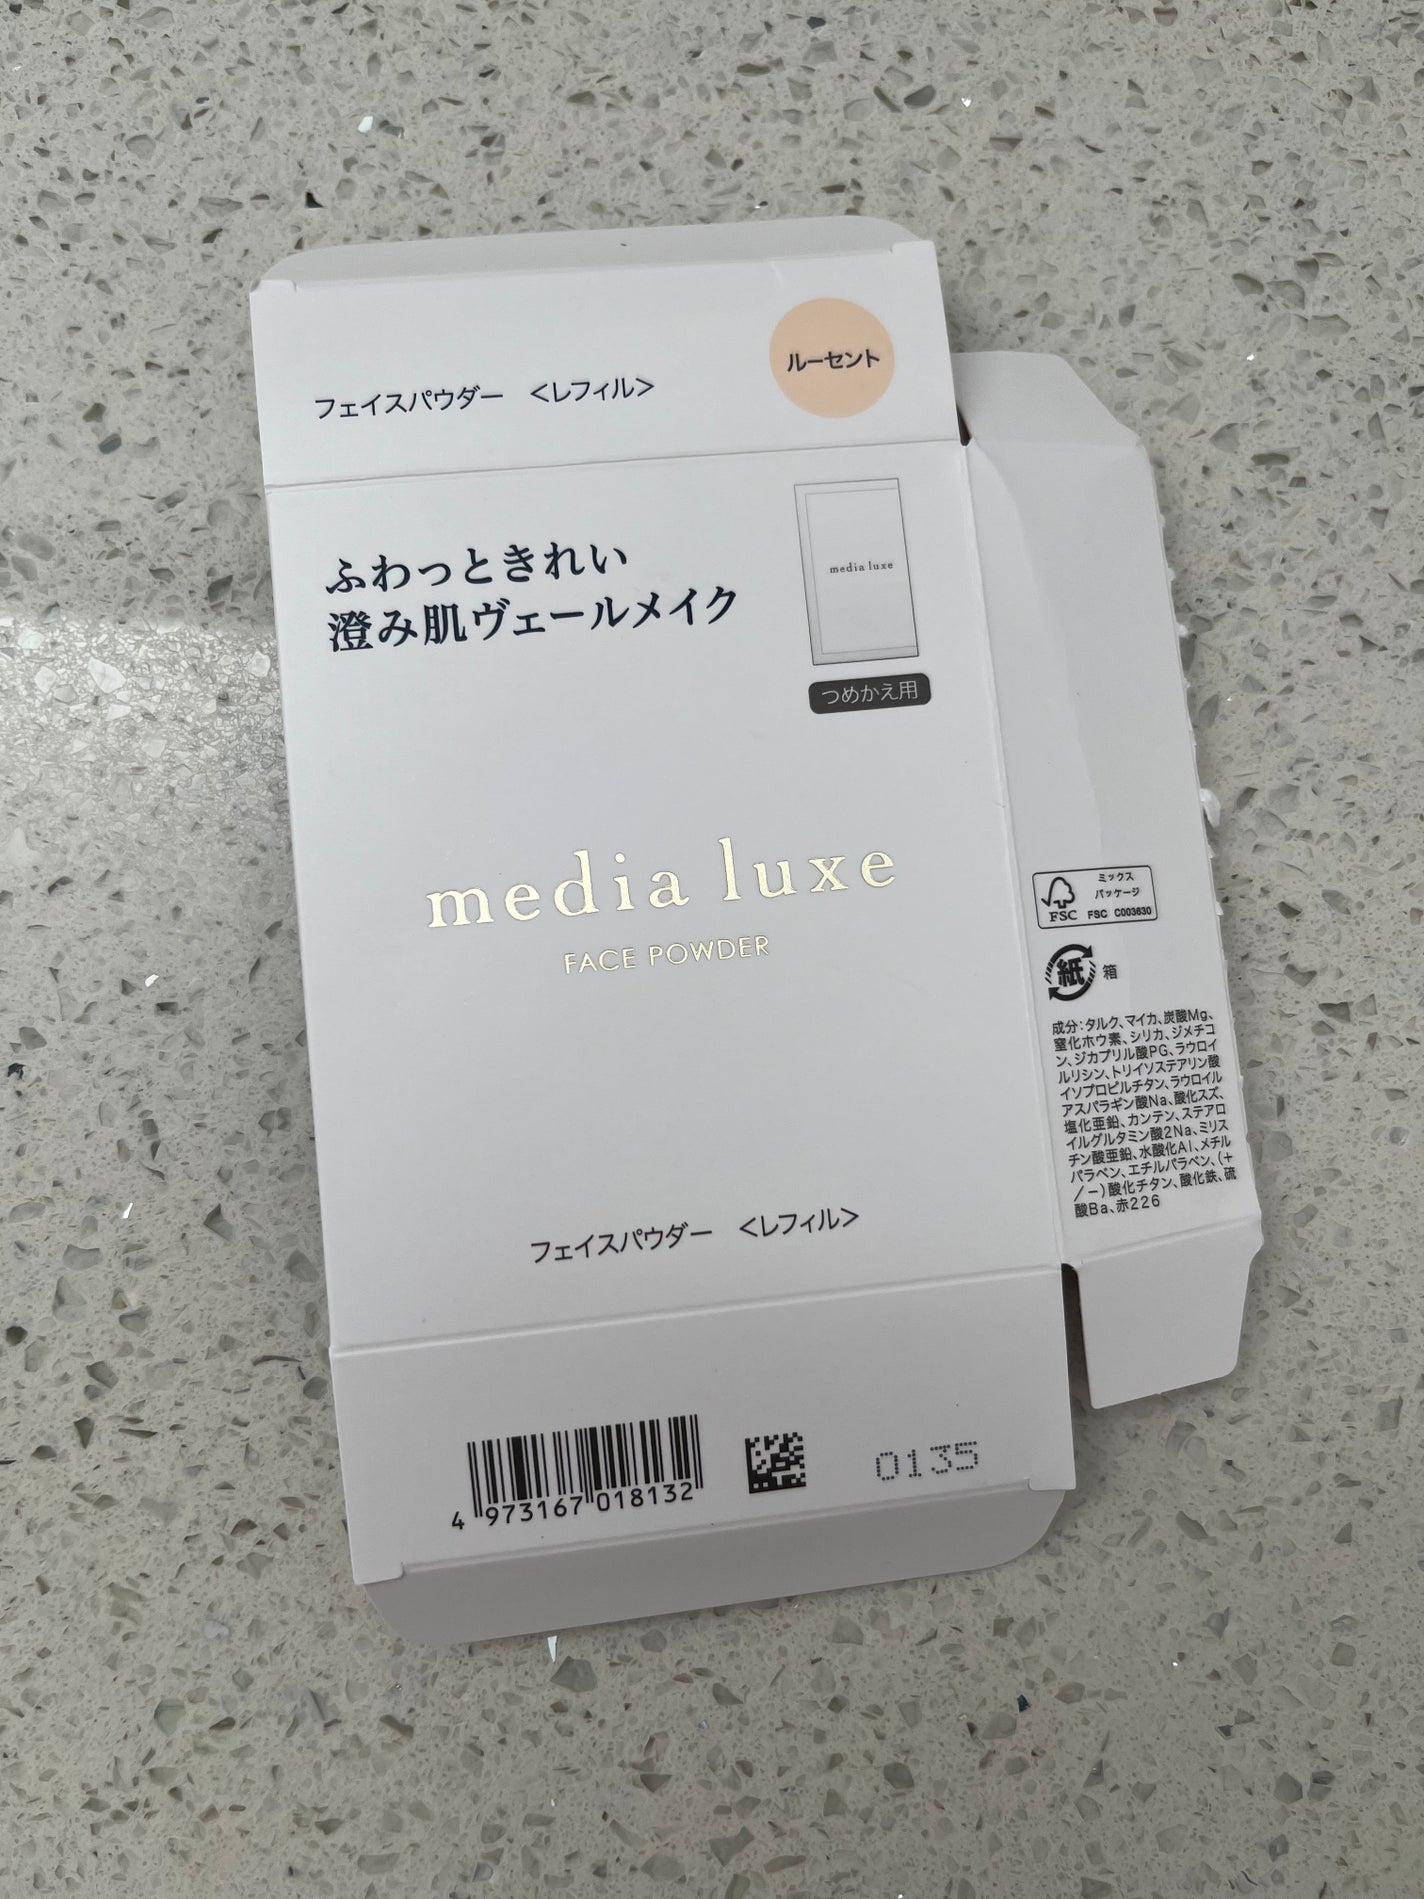 フェイスパウダー ＜レフィル＞
ルーセント
ふわっときれい
澄み肌ヴェールメイク
media luxe
つめかえ用
media luxe
FACE POWDER
フェイスパウダー ＜レフィル＞
4 973167 018132
0135
ミックス
パッケージ
FSC FSC C003630
紙 箱
成分：タルク、マイカ、炭酸Mg、
窒化ホウ素、シリカ、ジメチコ
ン、ジカプリル酸PG、ラウロイ
ルリシン、トリイソステアリン酸
イソプロピルチタン、ラウロイル
アスパラギン酸Na、酸化スズ、
塩化亜鉛、カンテン、ステアロ
イルグルタミン酸2Na、ミリス
チン酸亜鉛、水酸化Al、メチル
パラベン、エチルパラベン、(＋
／－)酸化チタン、酸化鉄、硫
酸Ba、赤226